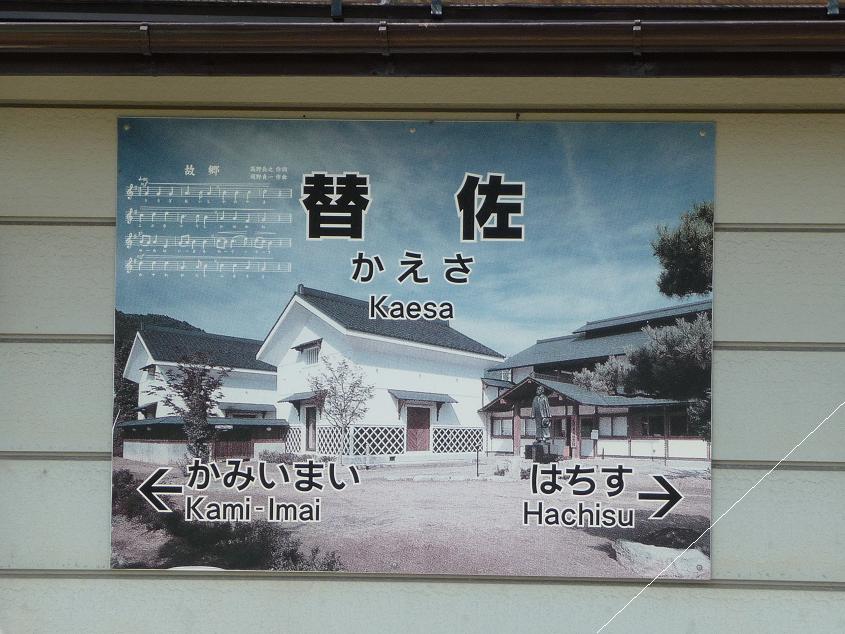 故郷
替佐
かえさ
Kaesa
かみいまい
Kami-Imai
はちす
Hachisu